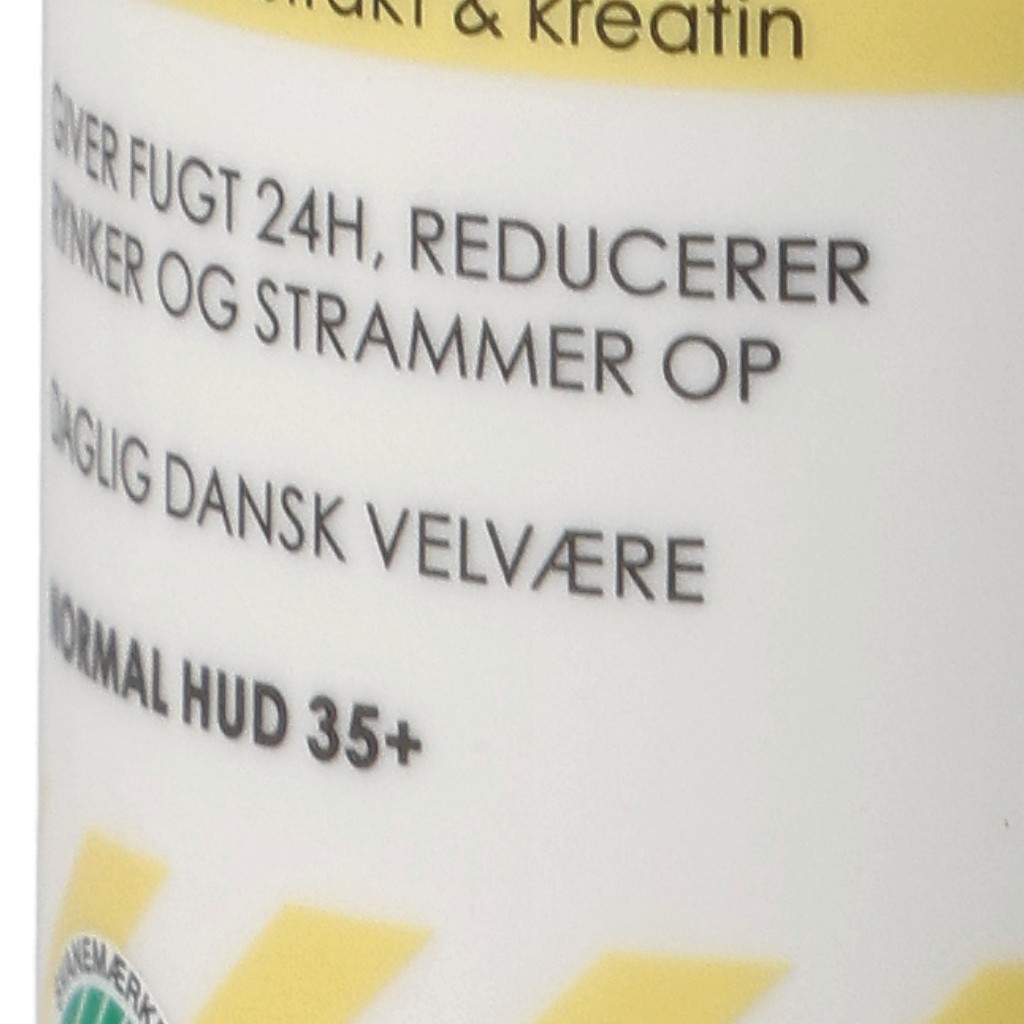 & kreatin
GIVER FUGT 24H, REDUCERER
RYNKER OG STRAMMER OP
DAGLIG DANSK VELVÆRE
NORMAL HUD 35+